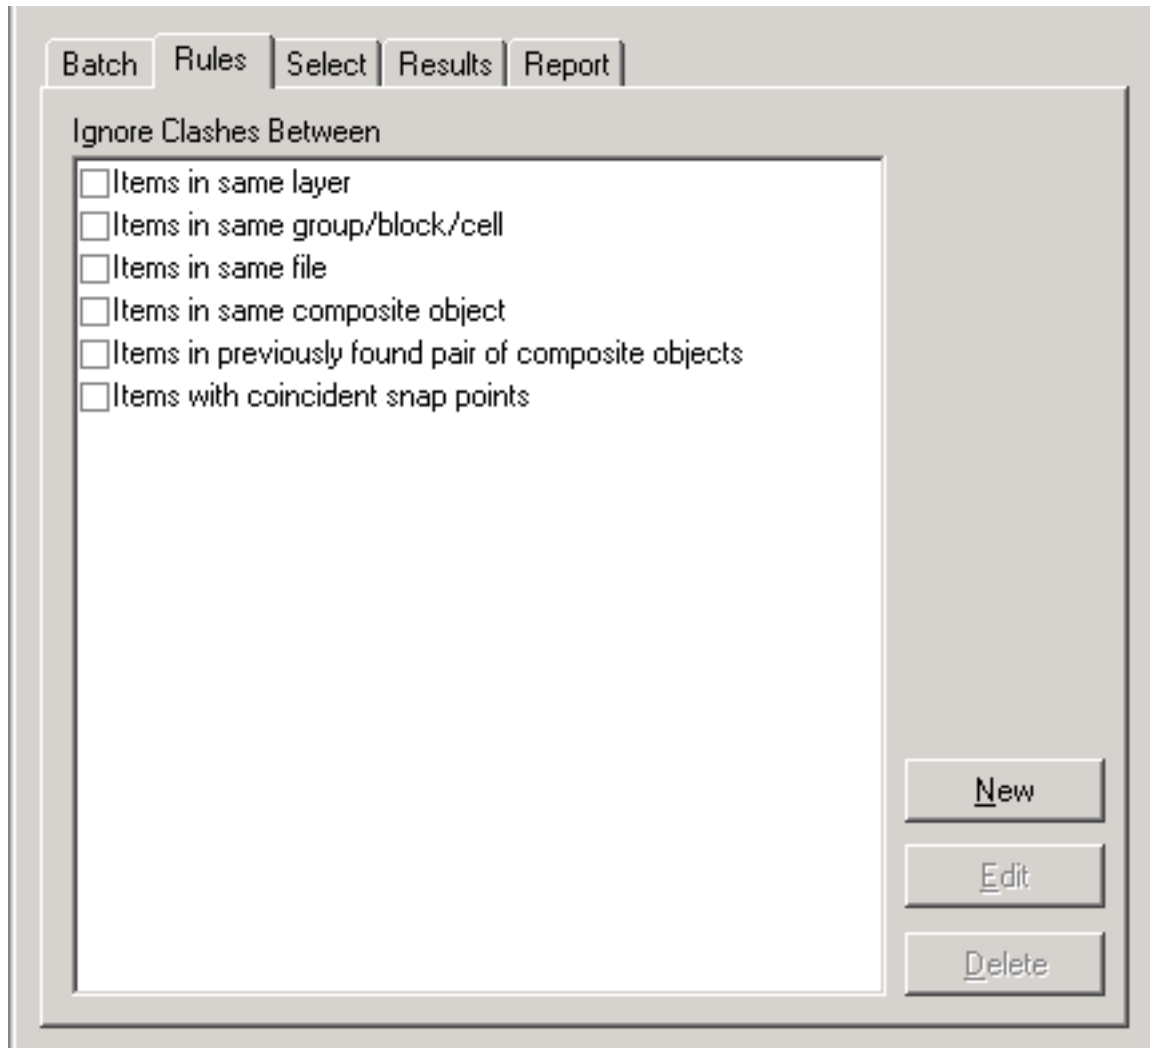 Batch Rules Select Results Report
Ignore Clashes Between
Items in same layer
Items in same group/block/cell
Items in same file
Items in same composite object
Items in previously found pair of composite objects
Items with coincident snap points
New
Edit
Delete